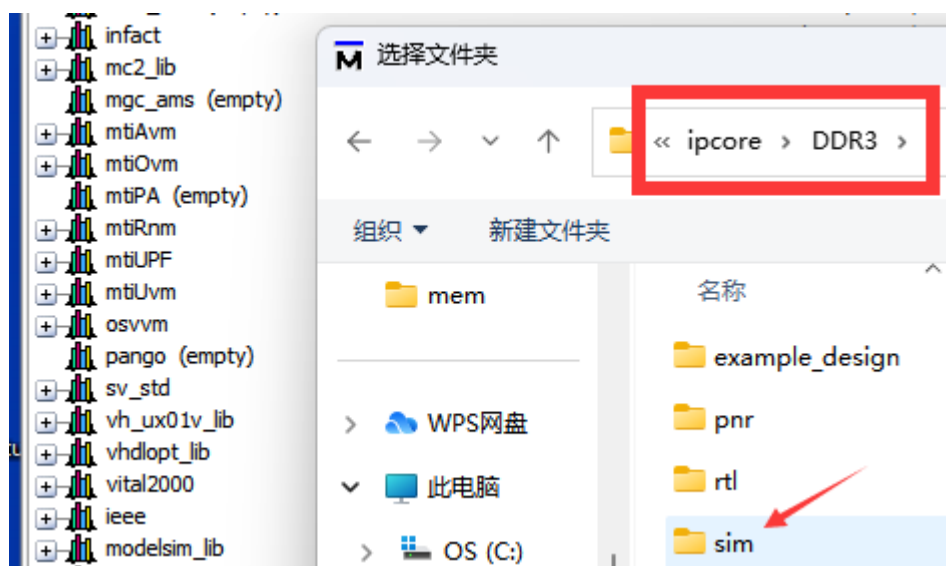 infact
mc2_lib
mgc_ams (empty)
mtiAvm
mtiOvm
mtiPA (empty)
mtiRnm
mtiUPF
mtiUvm
osvvm
pango (empty)
sv_std
vh_ux01v_lib
vhdlopt_lib
vital2000
ieee
modelsim_lib
选择文件夹
« ipcore > DDR3 >
组织 新建文件夹
mem
WPS网盘
此电脑
OS (C:)
名称
example_design
pnr
rtl
sim